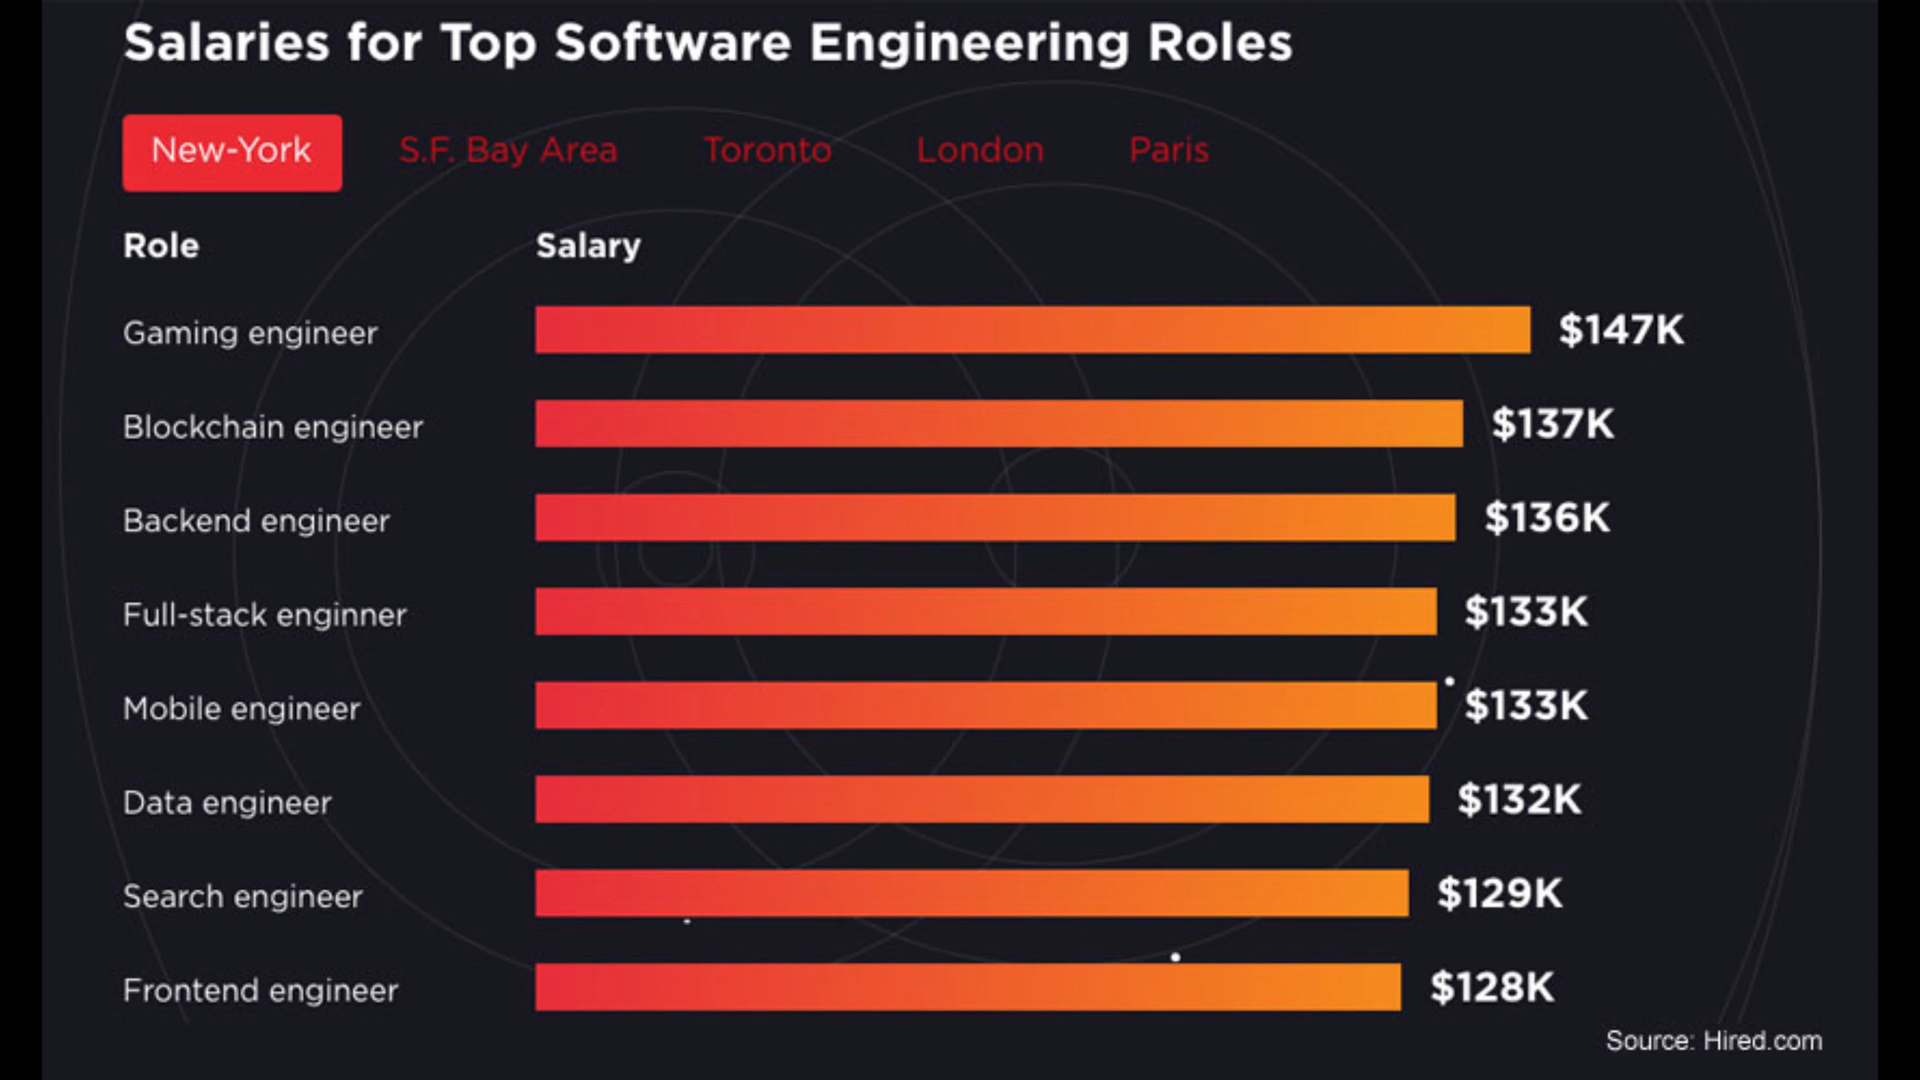 Salaries for Top Software Engineering Roles
New-York S.F. Bay Area Toronto London Paris
Role Salary
Gaming engineer $147K
Blockchain engineer $137K
Backend engineer $136K
Full-stack enginner $133K
Mobile engineer $133K
Data engineer $132K
Search engineer $129K
Frontend engineer $128K
Source: Hired.com